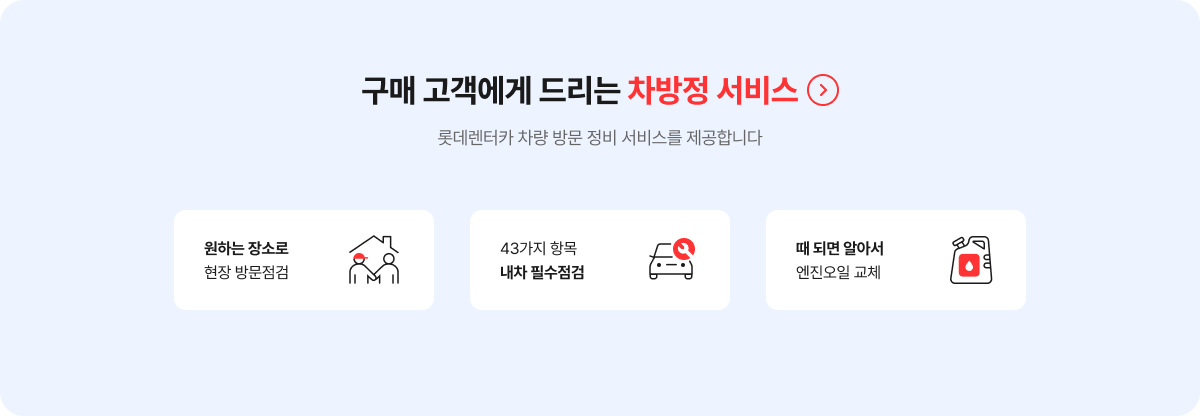 구매 고객에게 드리는 차방정 서비스
롯데렌터카 차량 방문 정비 서비스를 제공합니다
원하는 장소로
현장 방문점검
43가지 항목
내차 필수점검
때 되면 알아서
엔진오일 교체